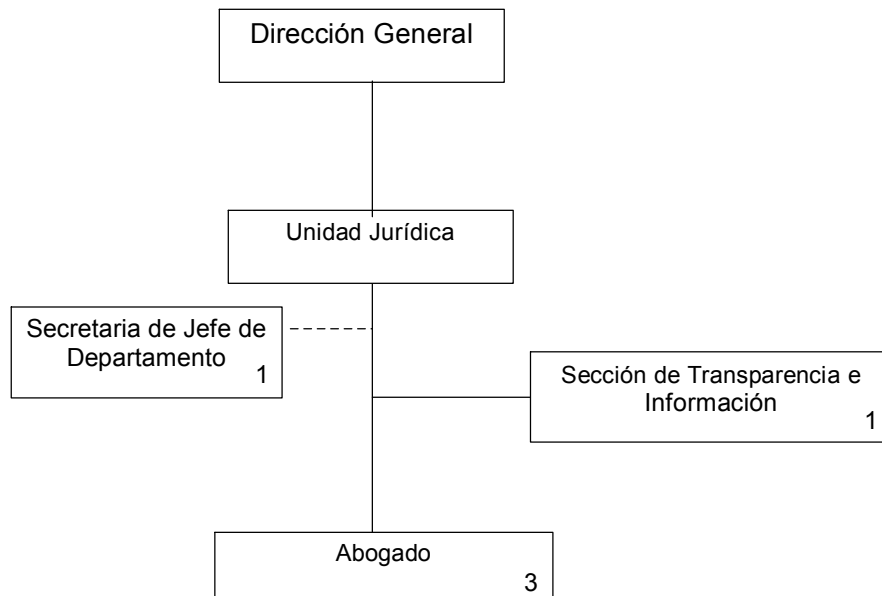 Dirección General
Unidad Jurídica
Secretaria de Jefe de
Departamento
1
Sección de Transparencia e
Información
1
Abogado
3